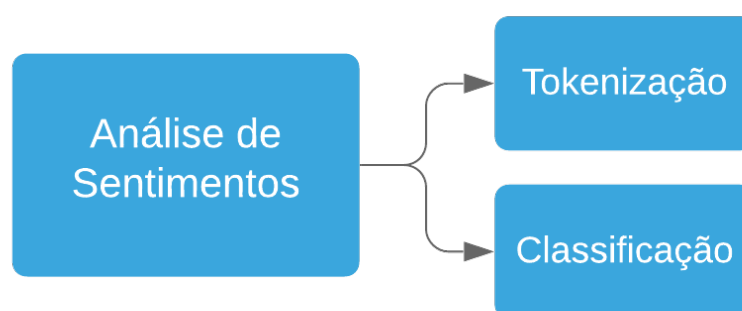 Análise de
Sentimentos
Tokenização
Classificação